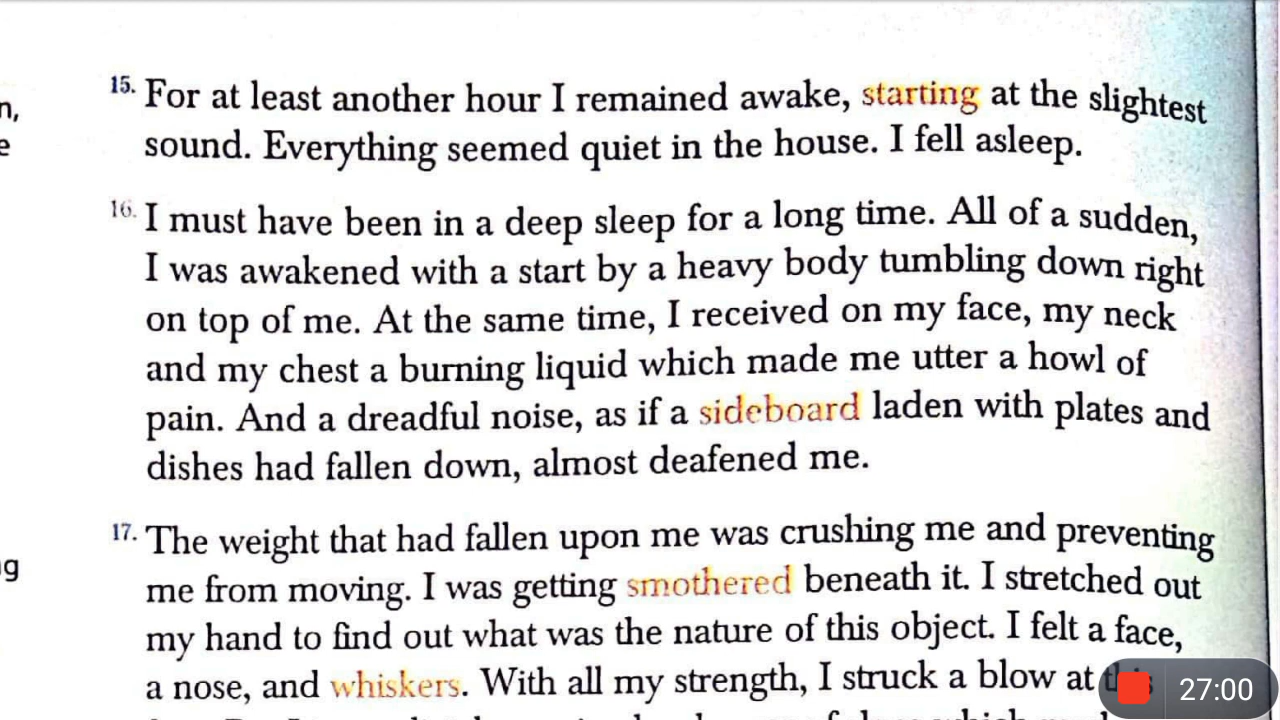 15. For at least another hour I remained awake, starting at the slightest
sound. Everything seemed quiet in the house. I fell asleep.
16. I must have been in a deep sleep for a long time. All of a sudden,
I was awakened with a start by a heavy body tumbling down right
on top of me. At the same time, I received on my face, my neck
and my chest a burning liquid which made me utter a howl of
pain. And a dreadful noise, as if a sideboard laden with plates and
dishes had fallen down, almost deafened me.
17. The weight that had fallen upon me was crushing me and preventing
me from moving. I was getting smothered beneath it. I stretched out
my hand to find out what was the nature of this object. I felt a face,
a nose, and whiskers. With all my strength, I struck a blow at this
27:00